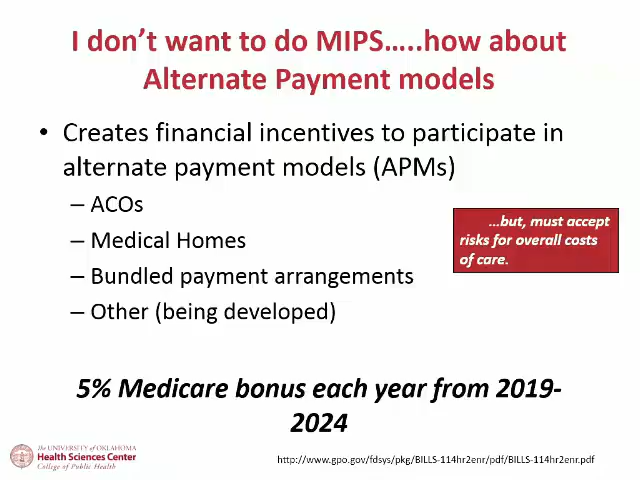 I don't want to do MIPS…..how about
Alternate Payment models
• Creates financial incentives to participate in
alternate payment models (APMs)
– ACOs
– Medical Homes
– Bundled payment arrangements
– Other (being developed)
…but, must accept
risks for overall costs
of care.
5% Medicare bonus each year from 2019-
2024
The UNIVERSITY of OKLAHOMA
Health Sciences Center
College of Public Health
http://www.gpo.gov/fdsys/pkg/BILLS-114hr2enr/pdf/BILLS-114hr2enr.pdf